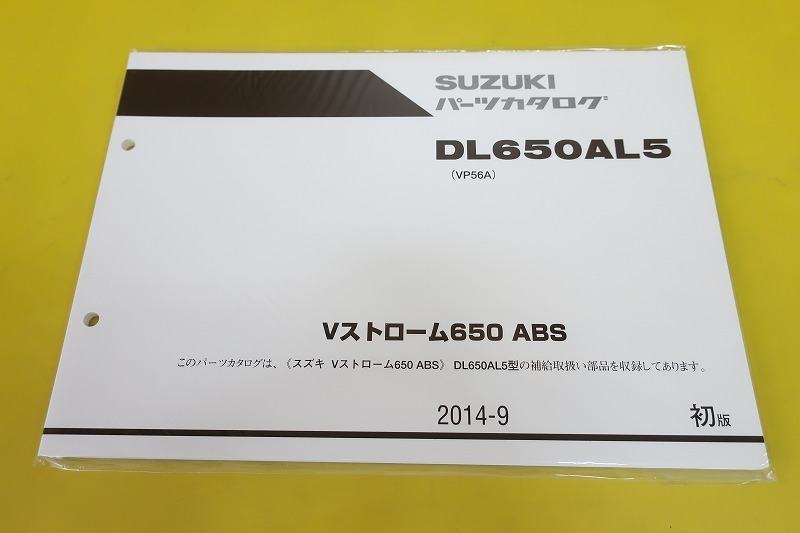 SUZUKI
パーツカタログ
DL650AL5
(VP56A)
Vストローム650 ABS
このパーツカタログは、《スズキ Vストローム650 ABS》 DL650AL5型の補給取扱い部品を収録してあります。
2014-9 初版